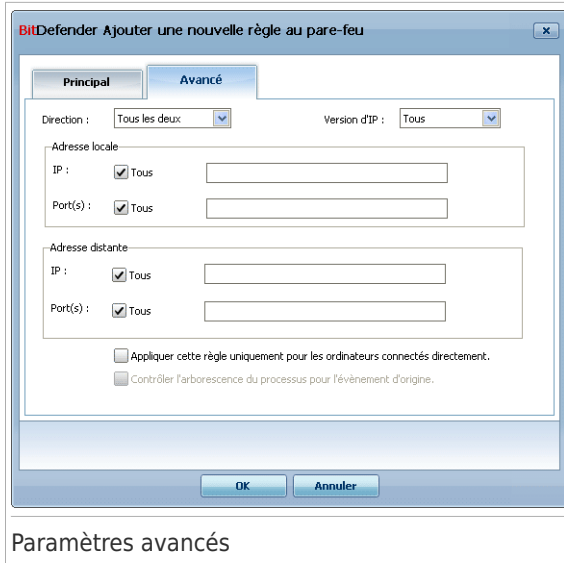 BitDefender Ajouter une nouvelle règle au pare-feu
Principal
Avancé
Direction : Tous les deux Version d'IP : Tous
Adresse locale
IP : Tous
Port(s) : Tous
Adresse distante
IP : Tous
Port(s) : Tous
Appliquer cette règle uniquement pour les ordinateurs connectés directement.
Contrôler l'arborescence du processus pour l'évènement d'origine.
OK Annuler
Paramètres avancés